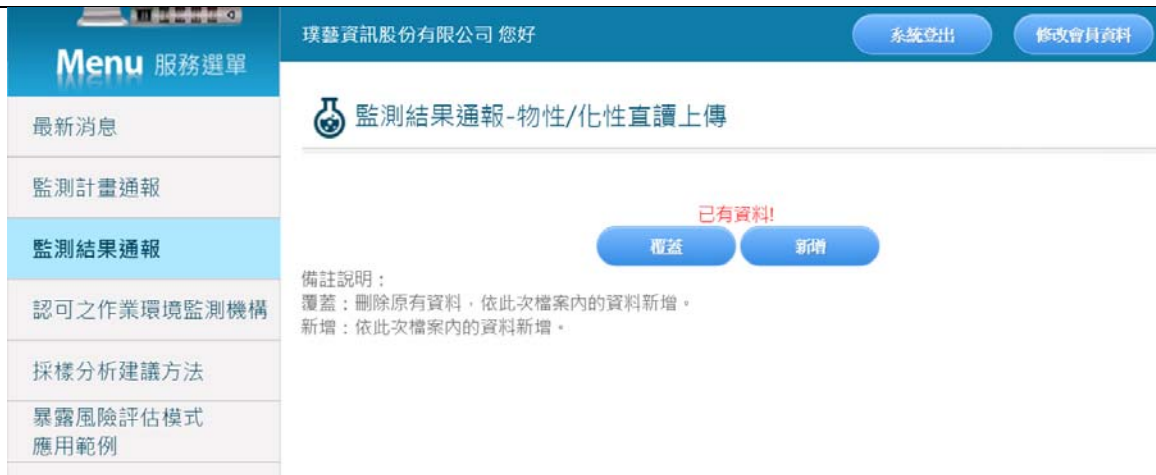 璞藝資訊股份有限公司 您好
系統登出
修改會員資料
Menu 服務選單
最新消息
監測計畫通報
監測結果通報
認可之作業環境監測機構
採樣分析建議方法
暴露風險評估模式
應用範例
監測結果通報-物性/化性直讀上傳
已有資料!
覆蓋
新增
備註說明：
覆蓋：刪除原有資料，依此次檔案內的資料新增。
新增：依此次檔案內的資料新增。